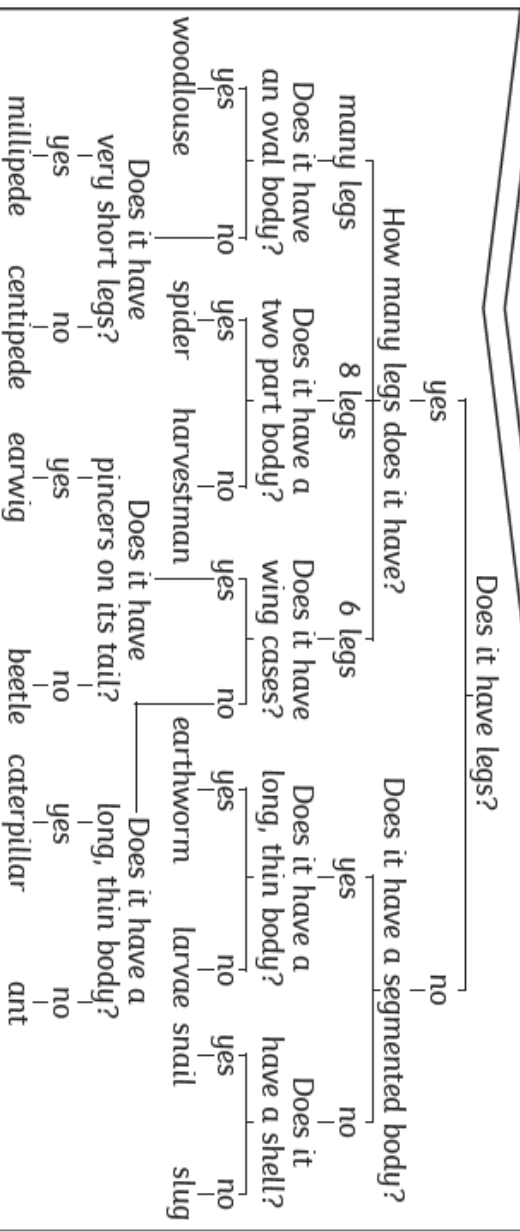 Does it have legs?
yes
no
How many legs does it have?
Does it have a segmented body?
many legs
8 legs
6 legs
yes
no
Does it have
an oval body?
Does it have a
two part body?
Does it have
wing cases?
Does it have a
long, thin body?
Does it
have a shell?
yes
no
yes
no
yes
no
yes
no
yes
no
woodlouse
spider
harvestman
earthworm
larvae
snail
slug
Does it have
very short legs?
Does it have
pincers on its tail?
Does it have a
long, thin body?
yes
no
yes
no
yes
no
millipede
centipede
earwig
beetle
caterpillar
ant